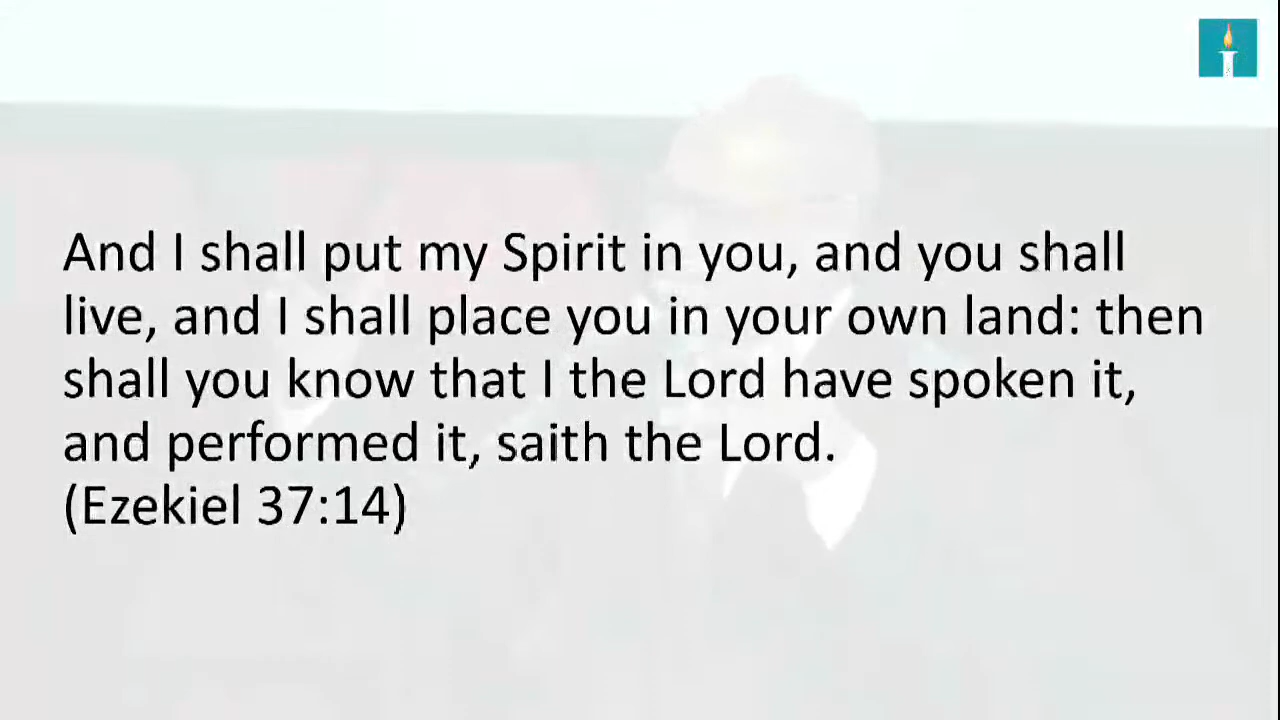 And I shall put my Spirit in you, and you shall
live, and I shall place you in your own land: then
shall you know that I the Lord have spoken it,
and performed it, saith the Lord.
(Ezekiel 37:14)